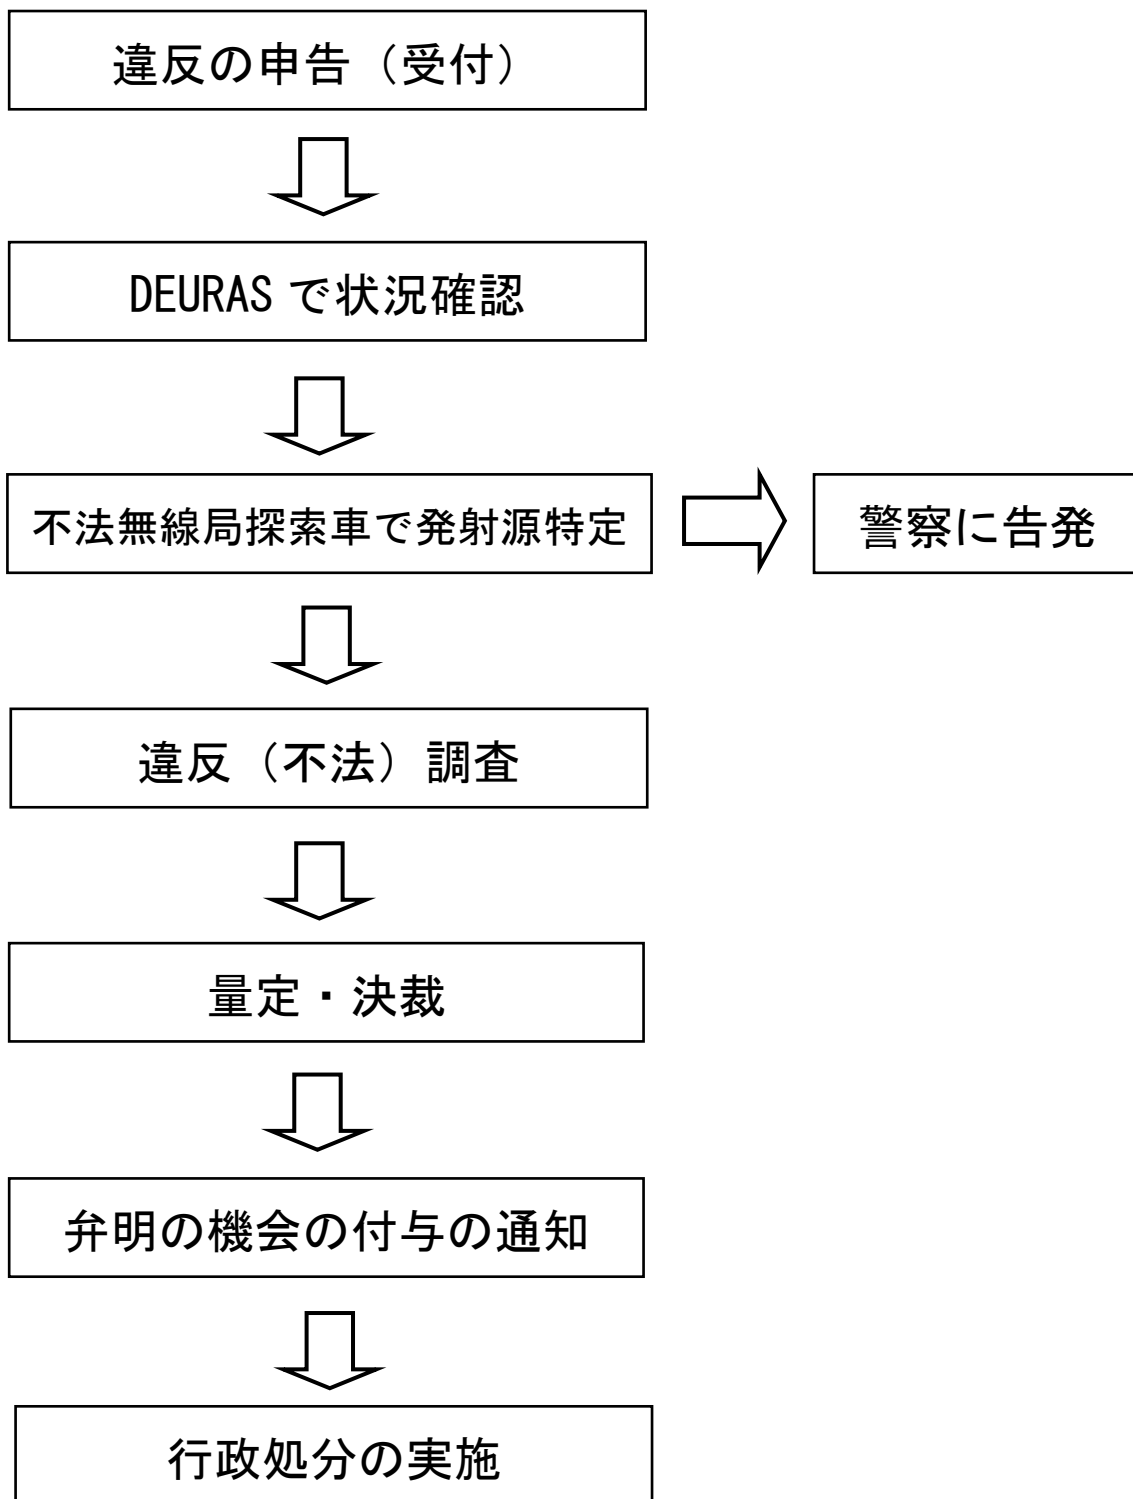 違反の申告（受付）
DEURAS で状況確認
不法無線局探索車で発射源特定
警察に告発
違反（不法）調査
量定・決裁
弁明の機会の付与の通知
行政処分の実施